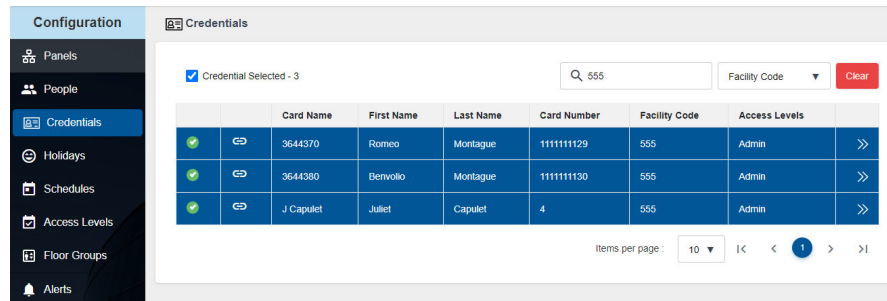 Configuration
Credentials
Panels
People
Credentials
Holidays
Schedules
Access Levels
Floor Groups
Alerts
Credential Selected - 3
555
Facility Code
Clear
Card Name First Name Last Name Card Number Facility Code Access Levels
3644370 Romeo Montague 1111111129 555 Admin
3644380 Benvolio Montague 1111111130 555 Admin
J Capulet Juliet Capulet 4 555 Admin
Items per page : 10 1